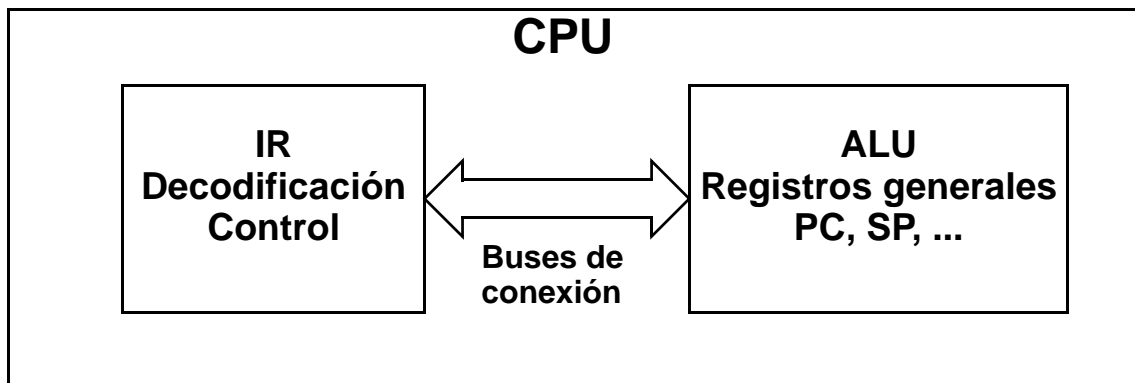 CPU
IR
Decodificación
Control
Buses de
conexión
ALU
Registros generales
PC, SP, ...